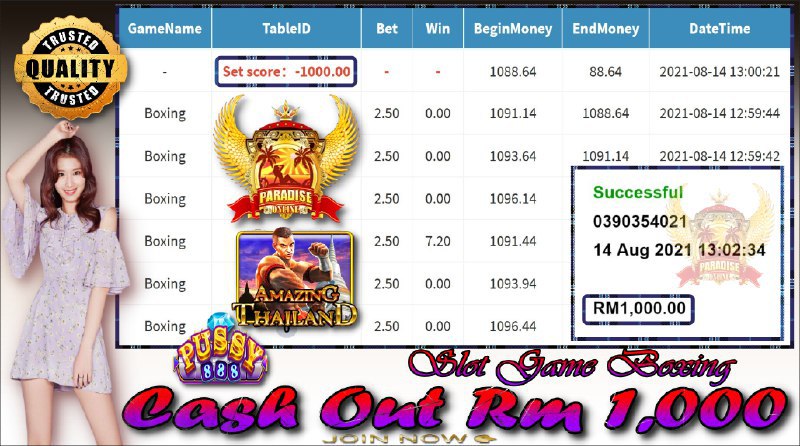 TRUSTED
QUALITY
TRUSTED
GameName TableID Bet Win BeginMoney EndMoney DateTime
- Set score: -1000.00 - - 1088.64 88.64 2021-08-14 13:00:21
Boxing 2.50 0.00 1091.14 1088.64 2021-08-14 12:59:44
Boxing 2.50 0.00 1093.64 1091.14 2021-08-14 12:59:42
Boxing 2.50 0.00 1096.14
Boxing 2.50 7.20 1091.44
Boxing 2.50 0.00 1093.94
Boxing 2.50 0.00 1096.44
PARADISE
ONLINE
AMAZING
THAILAND
PUSSY
888
Successful
0390354021
14 Aug 2021 13:02:34
PARADISE
RM1,000.00
Slot Game Boxing
Cash Out Rm 1,000
JOIN NOW